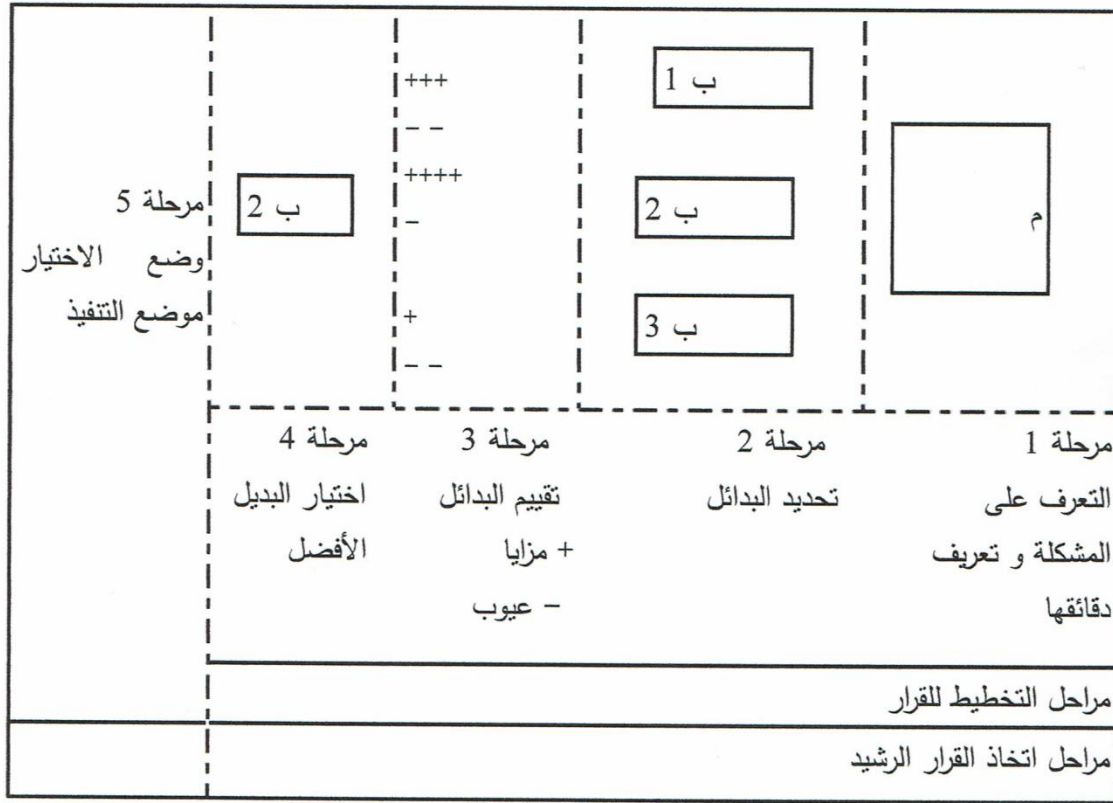 م
ب 1
ب 2
ب 3
+++
– –
++++
–
+
– –
ب 2
مرحلة 5
وضع الاختيار
موضع التنفيذ
مرحلة 1
التعرف على
المشكلة و تعريف
دقائقها
مرحلة 2
تحديد البدائل
مرحلة 3
تقييم البدائل
+ مزايا
– عيوب
مرحلة 4
اختيار البديل
الأفضل
مراحل التخطيط للقرار
مراحل اتخاذ القرار الرشيد